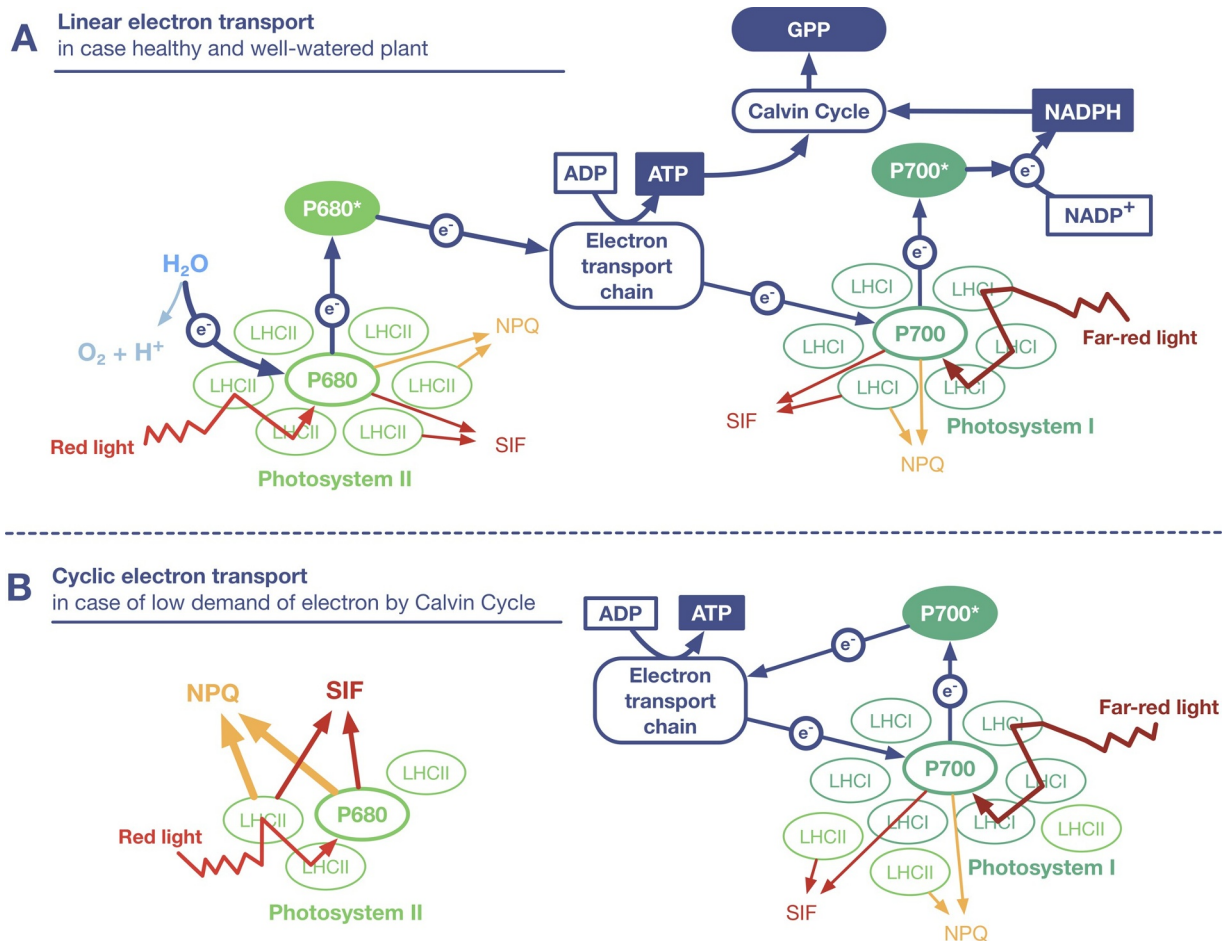 A
Linear electron transport
in case healthy and well-watered plant
GPP
Calvin Cycle
NADPH
ADP
ATP
P700*
e-
NADP+
P680*
e-
Electron
transport
chain
e-
H₂O
e-
O₂ + H⁺
e-
e-
LHCII
LHCII
NPQ
P680
LHCII
LHCII
LHCII
LHCII
Red light
SIF
Photosystem II
LHCI
LHCI
Far-red light
P700
LHCI
LHCI
LHCI
LHCI
SIF
Photosystem I
NPQ
B
Cyclic electron transport
in case of low demand of electron by Calvin Cycle
ADP
ATP
P700*
e-
Electron
transport
chain
e-
e-
NPQ
SIF
LHCII
LHCII
P680
Red light
LHCII
Photosystem II
LHCI
LHCI
Far-red light
P700
LHCI
LHCI
LHCI
LHCI
LHCII
LHCII
LHCII
Photosystem I
SIF
NPQ